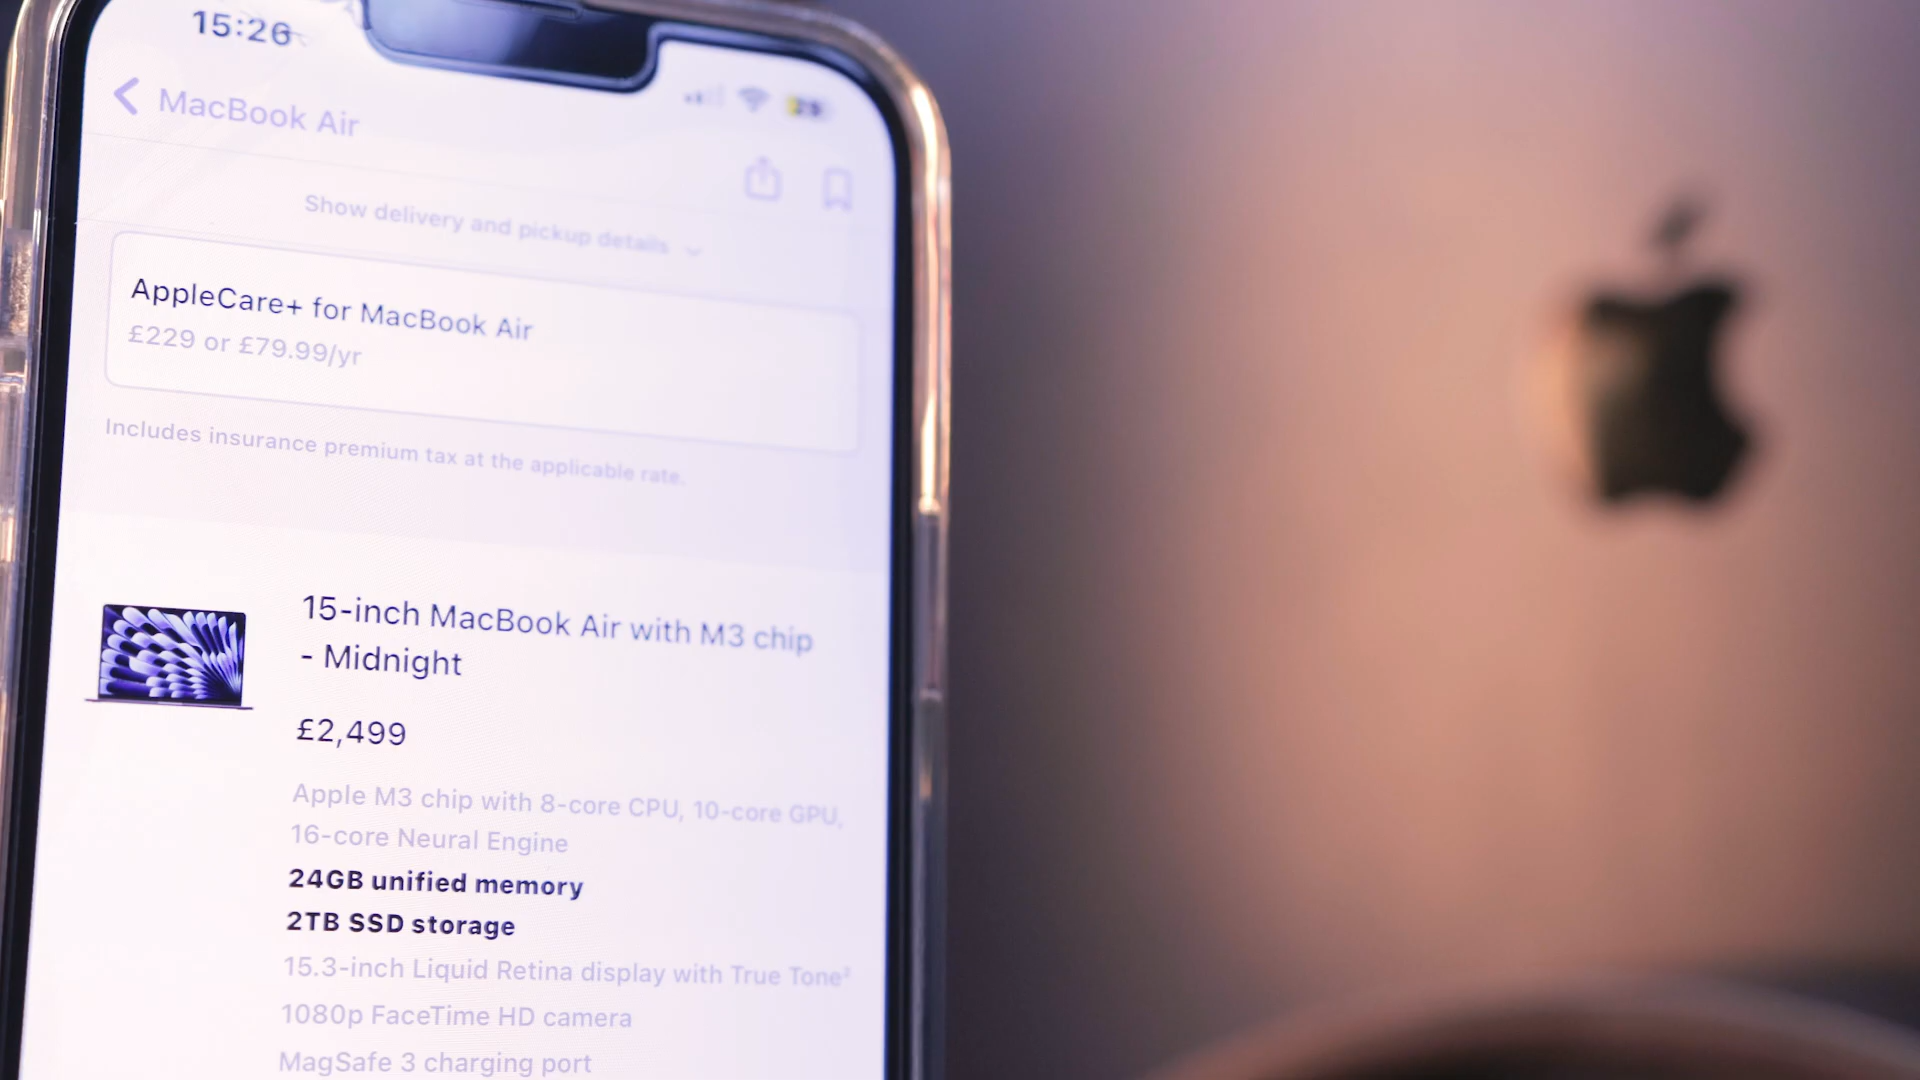 15:26
29
MacBook Air
Show delivery and pickup details
AppleCare+ for MacBook Air
£229 or £79.99/yr
Includes insurance premium tax at the applicable rate.
15-inch MacBook Air with M3 chip
- Midnight
£2,499
Apple M3 chip with 8-core CPU, 10-core GPU,
16-core Neural Engine
24GB unified memory
2TB SSD storage
15.3-inch Liquid Retina display with True Tone²
1080p FaceTime HD camera
MagSafe 3 charging port